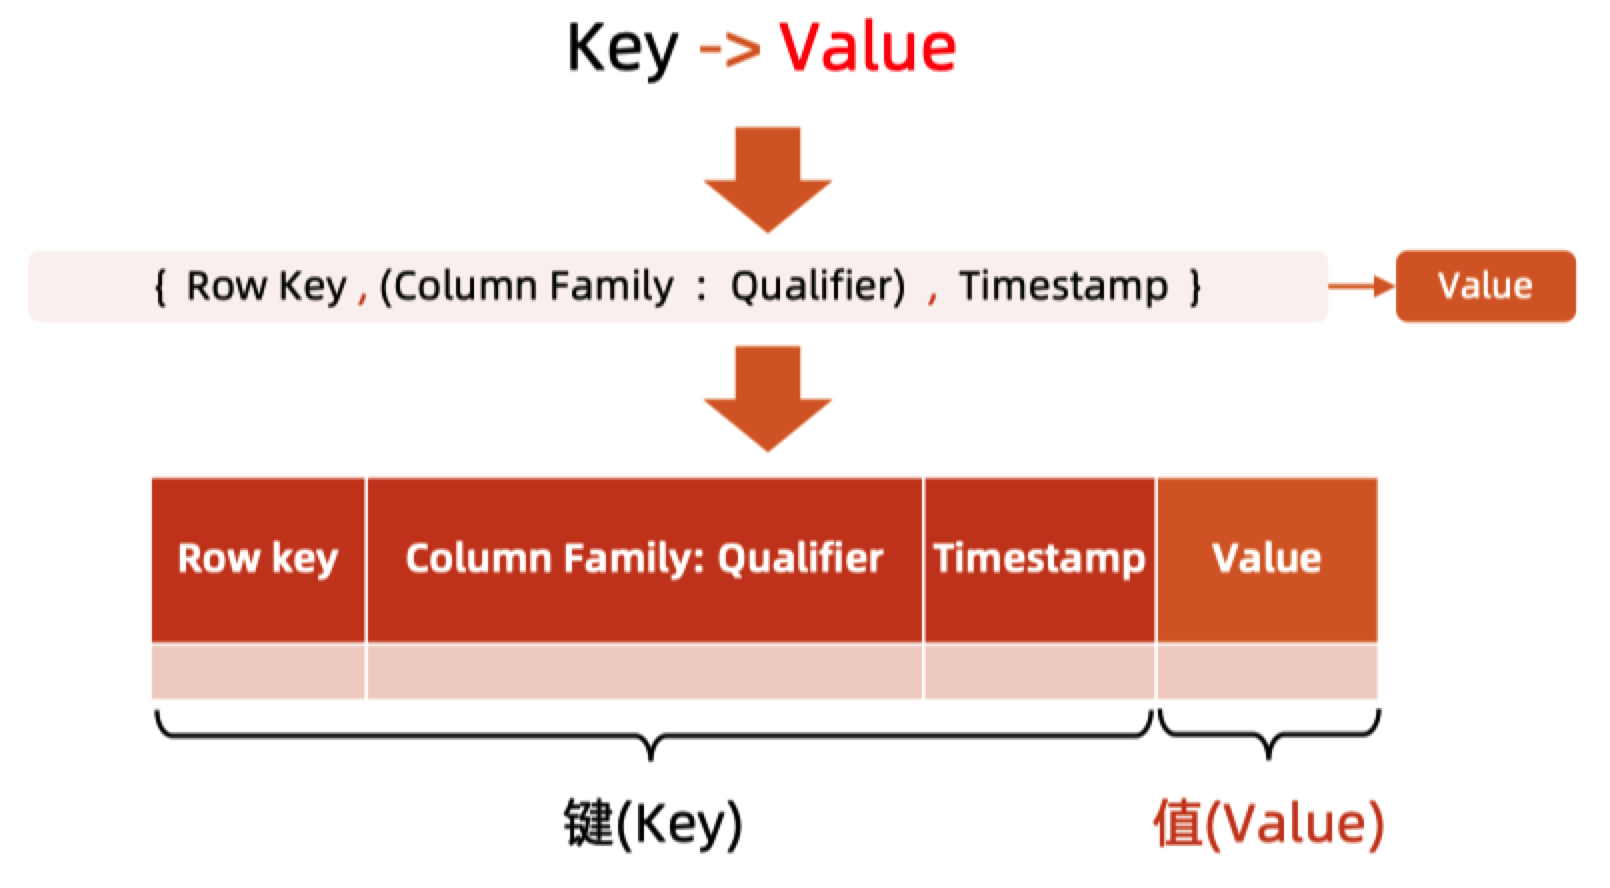 Key -> Value
{ Row Key , (Column Family : Qualifier) , Timestamp } Value
Row key Column Family: Qualifier Timestamp Value
键(Key) 值(Value)